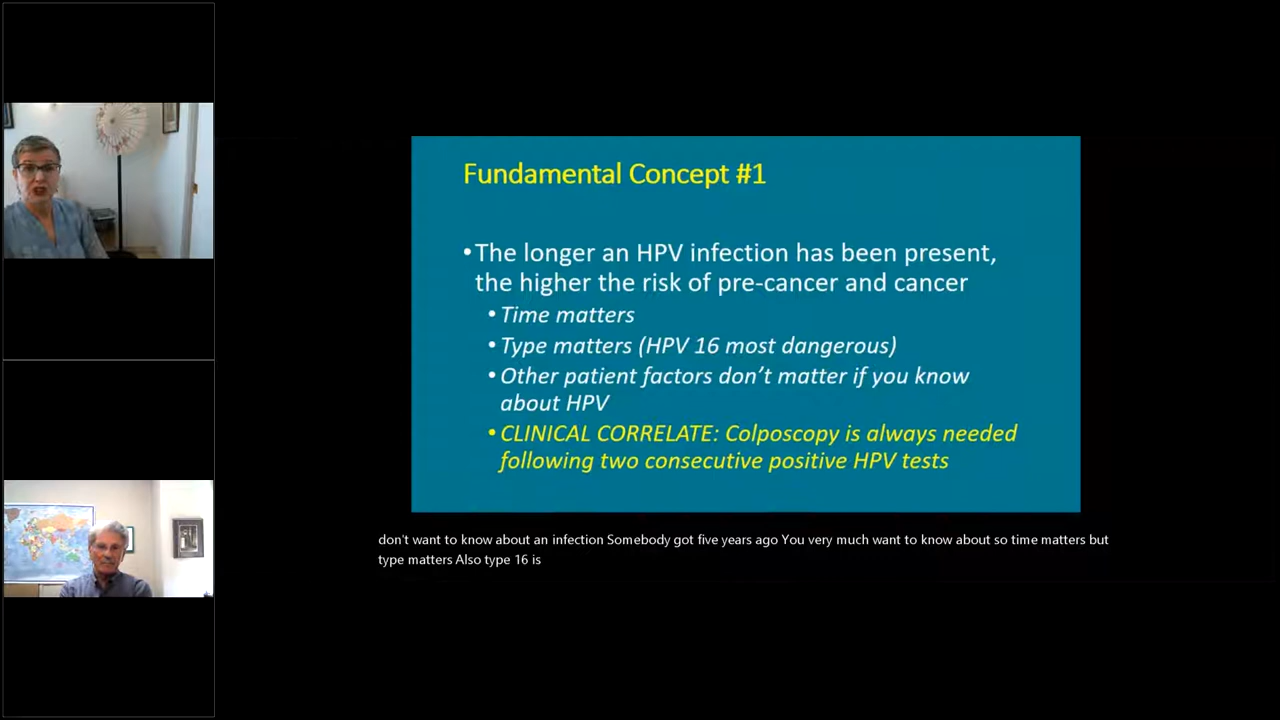 Fundamental Concept #1
•The longer an HPV infection has been present,
the higher the risk of pre-cancer and cancer
•Time matters
•Type matters (HPV 16 most dangerous)
•Other patient factors don’t matter if you know
about HPV
•CLINICAL CORRELATE: Colposcopy is always needed
following two consecutive positive HPV tests
don't want to know about an infection Somebody got five years ago You very much want to know about so time matters but
type matters Also type 16 is